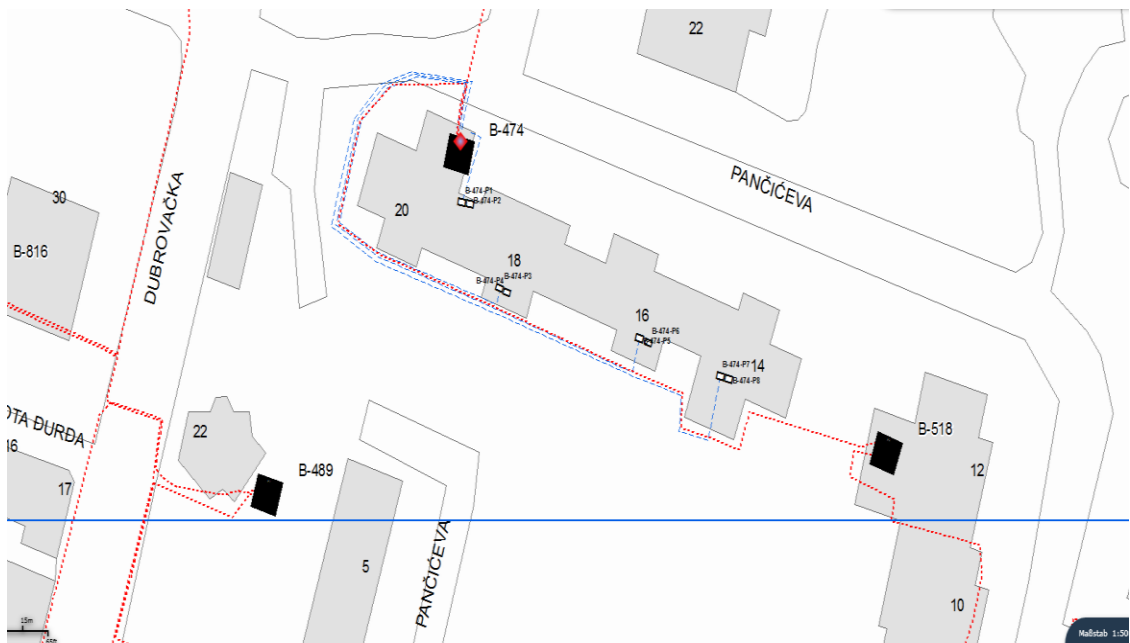 22
B-474
PANČIĆEVA
B-474-P1
B-474-P2
30
20
DUBROVAČKA
B-816
18
B-474-P4
B-474-P3
16
B-474-P6
B-474-P5
B-474-P7
14
B-474-P8
OTA ĐURĐA
22
B-518
46
B-489
12
17
PANČIĆEVA
5
10
15m
Maßstab 1:50